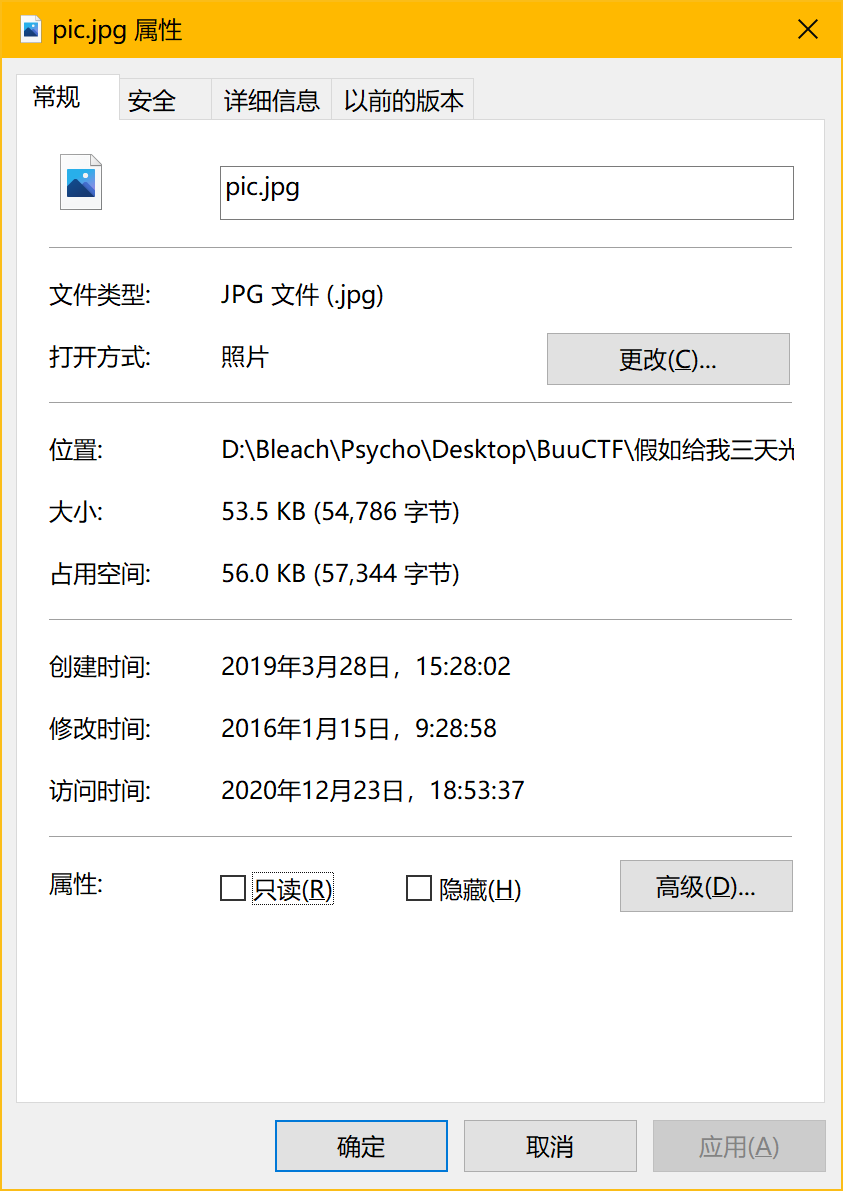 pic.jpg 属性
常规 安全 详细信息 以前的版本
pic.jpg
文件类型: JPG 文件 (.jpg)
打开方式: 照片 更改(C)...
位置: D:\Bleach\Psycho\Desktop\BuuCTF\假如给我三天光
大小: 53.5 KB (54,786 字节)
占用空间: 56.0 KB (57,344 字节)
创建时间: 2019年3月28日，15:28:02
修改时间: 2016年1月15日，9:28:58
访问时间: 2020年12月23日，18:53:37
属性: 只读(R) 隐藏(H) 高级(D)...
确定 取消 应用(A)